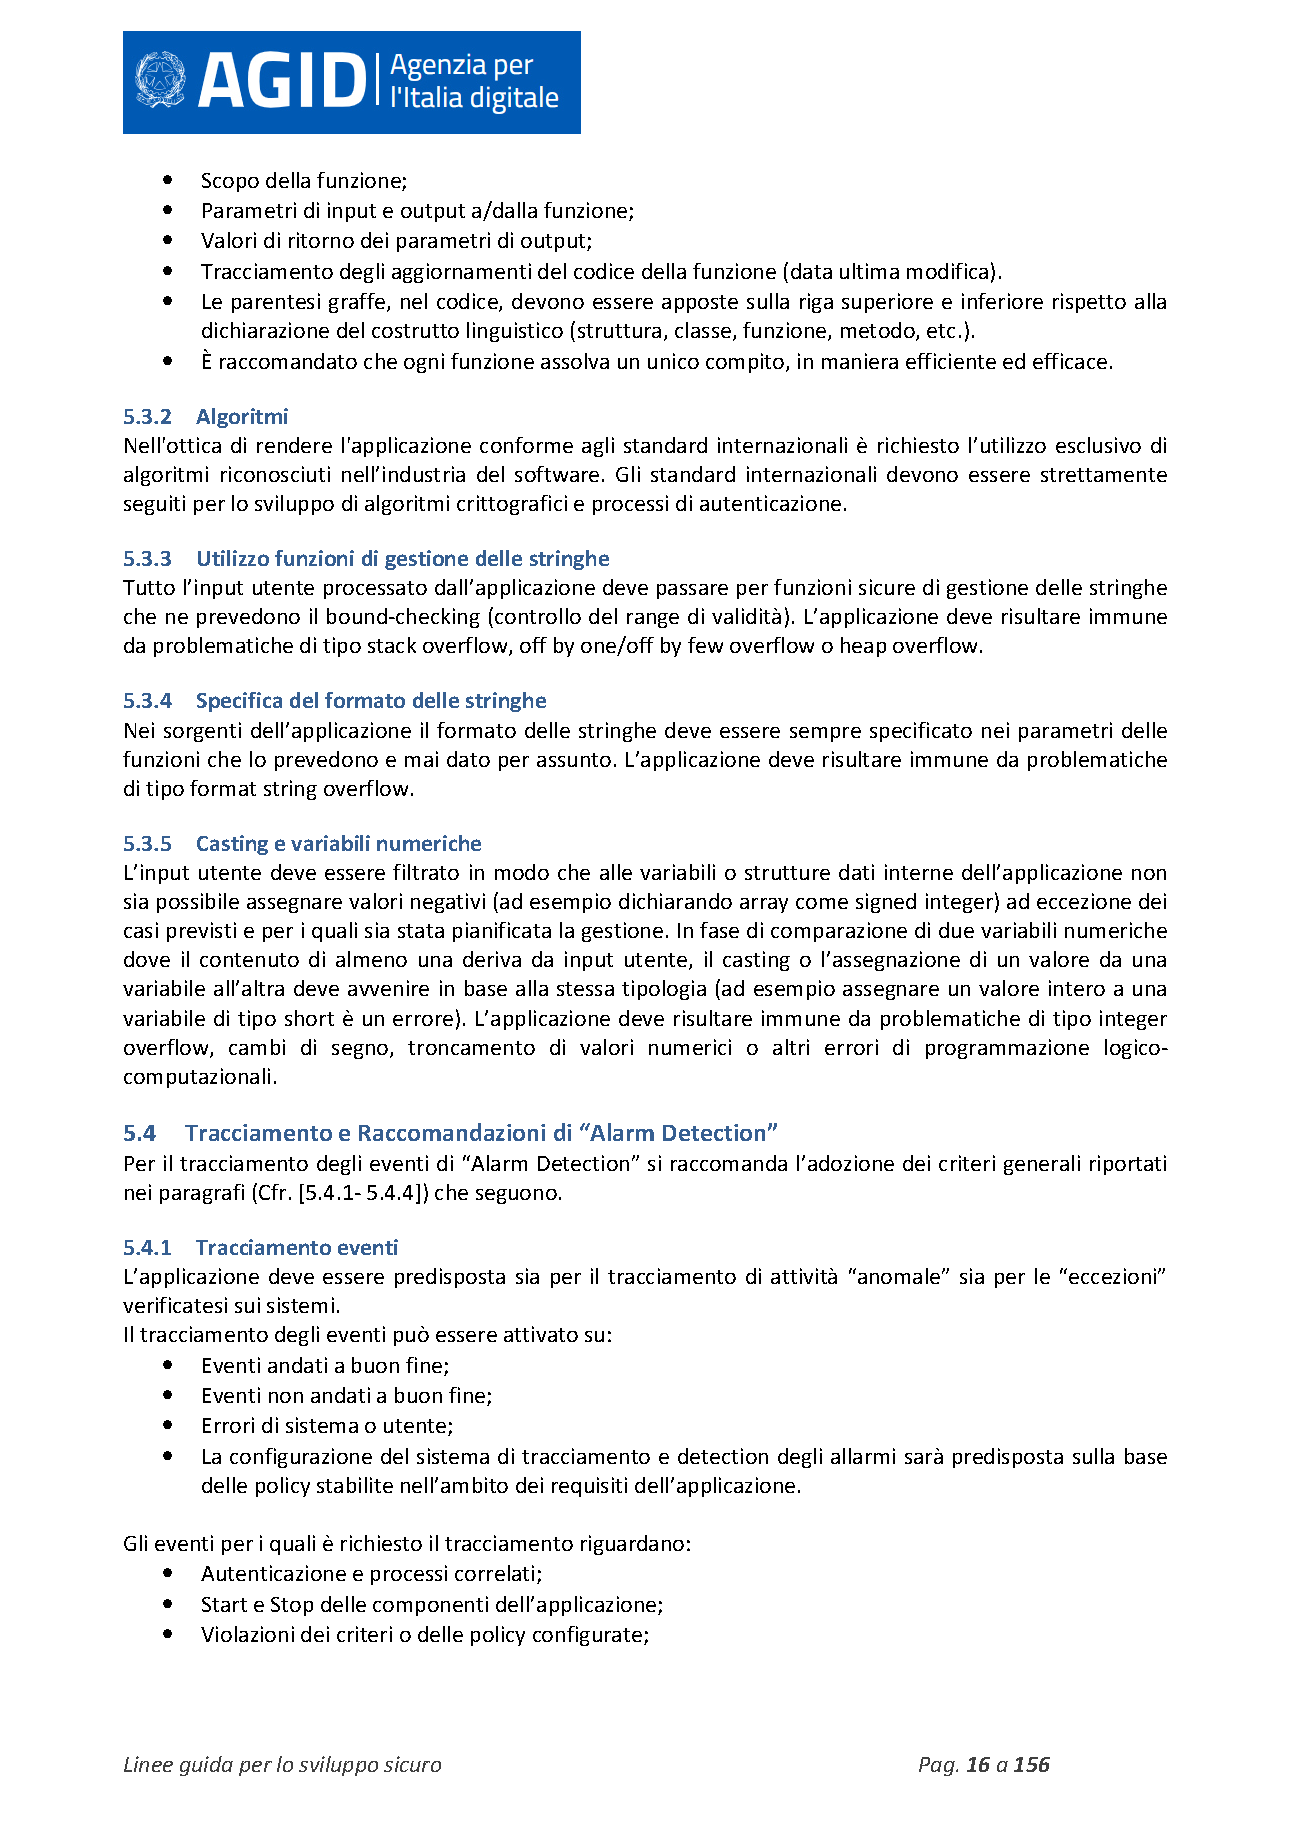 AGID
Agenzia per
l'Italia digitale
• Scopo della funzione;
• Parametri di input e output a/dalla funzione;
• Valori di ritorno dei parametri di output;
• Tracciamento degli aggiornamenti del codice della funzione (data ultima modifica).
• Le parentesi graffe, nel codice, devono essere apposte sulla riga superiore e inferiore rispetto alla
dichiarazione del costrutto linguistico (struttura, classe, funzione, metodo, etc.).
• È raccomandato che ogni funzione assolva un unico compito, in maniera efficiente ed efficace.
5.3.2 Algoritmi
Nell'ottica di rendere l'applicazione conforme agli standard internazionali è richiesto l’utilizzo esclusivo di
algoritmi riconosciuti nell’industria del software. Gli standard internazionali devono essere strettamente
seguiti per lo sviluppo di algoritmi crittografici e processi di autenticazione.
5.3.3 Utilizzo funzioni di gestione delle stringhe
Tutto l’input utente processato dall’applicazione deve passare per funzioni sicure di gestione delle stringhe
che ne prevedono il bound-checking (controllo del range di validità). L’applicazione deve risultare immune
da problematiche di tipo stack overflow, off by one/off by few overflow o heap overflow.
5.3.4 Specifica del formato delle stringhe
Nei sorgenti dell’applicazione il formato delle stringhe deve essere sempre specificato nei parametri delle
funzioni che lo prevedono e mai dato per assunto. L’applicazione deve risultare immune da problematiche
di tipo format string overflow.
5.3.5 Casting e variabili numeriche
L’input utente deve essere filtrato in modo che alle variabili o strutture dati interne dell’applicazione non
sia possibile assegnare valori negativi (ad esempio dichiarando array come signed integer) ad eccezione dei
casi previsti e per i quali sia stata pianificata la gestione. In fase di comparazione di due variabili numeriche
dove il contenuto di almeno una deriva da input utente, il casting o l’assegnazione di un valore da una
variabile all’altra deve avvenire in base alla stessa tipologia (ad esempio assegnare un valore intero a una
variabile di tipo short è un errore). L’applicazione deve risultare immune da problematiche di tipo integer
overflow, cambi di segno, troncamento di valori numerici o altri errori di programmazione logico-
computazionali.
5.4 Tracciamento e Raccomandazioni di “Alarm Detection”
Per il tracciamento degli eventi di “Alarm Detection” si raccomanda l’adozione dei criteri generali riportati
nei paragrafi (Cfr. [5.4.1- 5.4.4]) che seguono.
5.4.1 Tracciamento eventi
L’applicazione deve essere predisposta sia per il tracciamento di attività “anomale” sia per le “eccezioni”
verificatesi sui sistemi.
Il tracciamento degli eventi può essere attivato su:
• Eventi andati a buon fine;
• Eventi non andati a buon fine;
• Errori di sistema o utente;
• La configurazione del sistema di tracciamento e detection degli allarmi sarà predisposta sulla base
delle policy stabilite nell’ambito dei requisiti dell’applicazione.
Gli eventi per i quali è richiesto il tracciamento riguardano:
• Autenticazione e processi correlati;
• Start e Stop delle componenti dell’applicazione;
• Violazioni dei criteri o delle policy configurate;
Linee guida per lo sviluppo sicuro Pag. 16 a 156